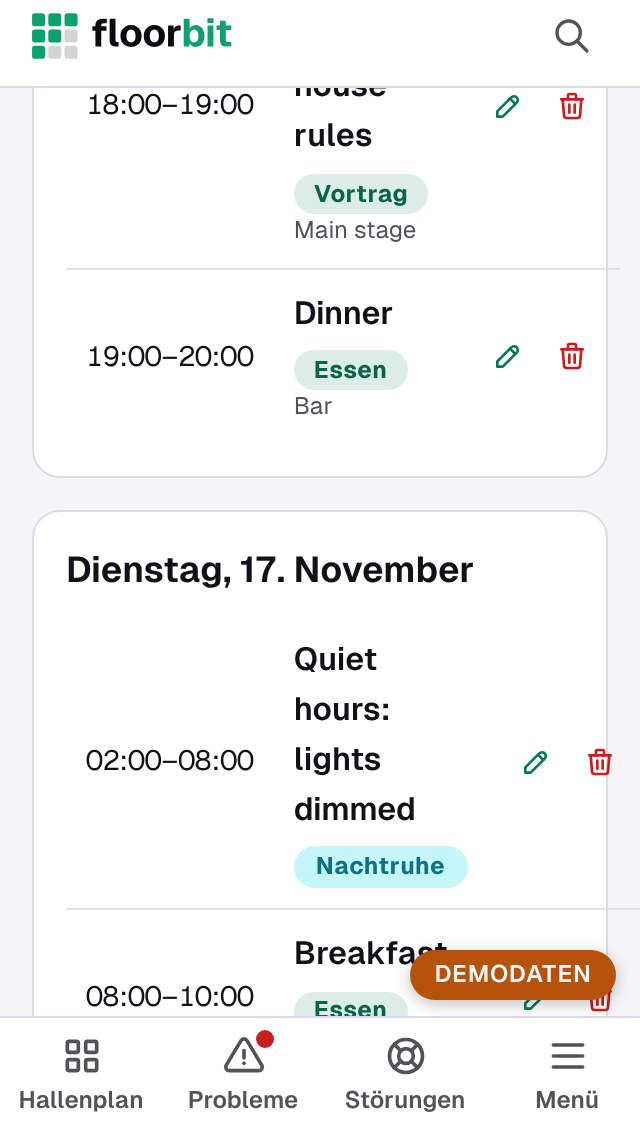 floorbit
house
18:00–19:00
rules
Vortrag
Main stage
Dinner
19:00–20:00
Essen
Bar
Dienstag, 17. November
Quiet
hours:
02:00–08:00
lights
dimmed
Nachtruhe
Breakfast
DEMODATEN
08:00–10:00
Essen
Hallenplan
Probleme
Störungen
Menü